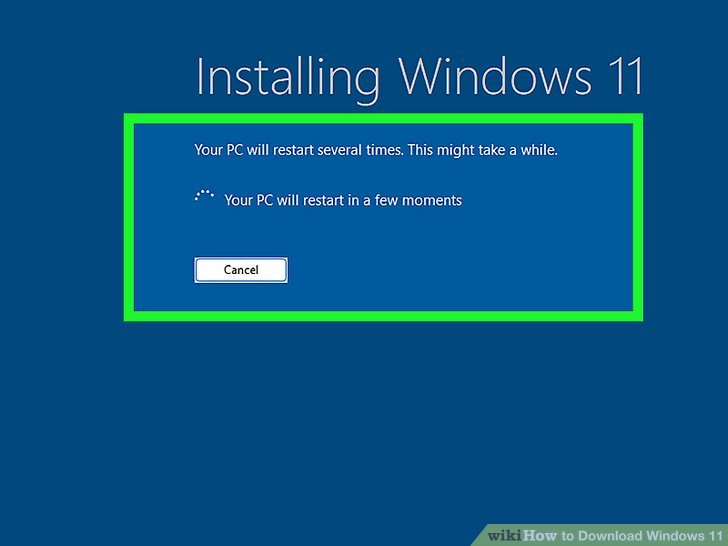 Installing Windows 11
Your PC will restart several times. This might take a while.
Your PC will restart in a few moments
Cancel
wikiHow to Download Windows 11